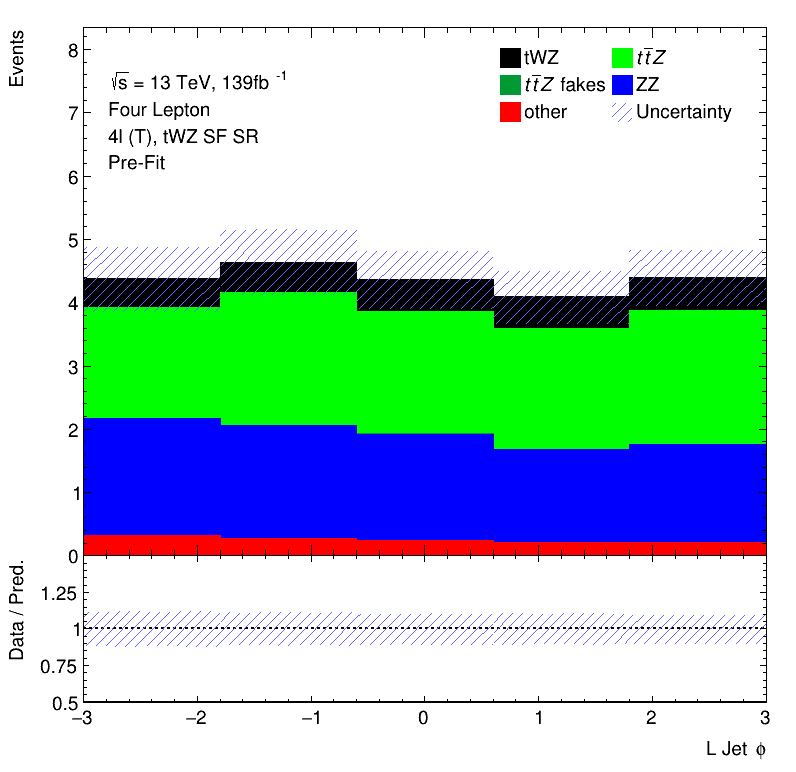 Events
8
7
6
5
4
3
2
1
0
√s = 13 TeV, 139fb⁻¹
Four Lepton
4l (T), tWZ SF SR
Pre-Fit
tWZ
tt̄Z
tt̄Z fakes
ZZ
other
Uncertainty
Data / Pred.
1.25
1
0.75
0.5
−3 −2 −1 0 1 2 3
L Jet ϕ